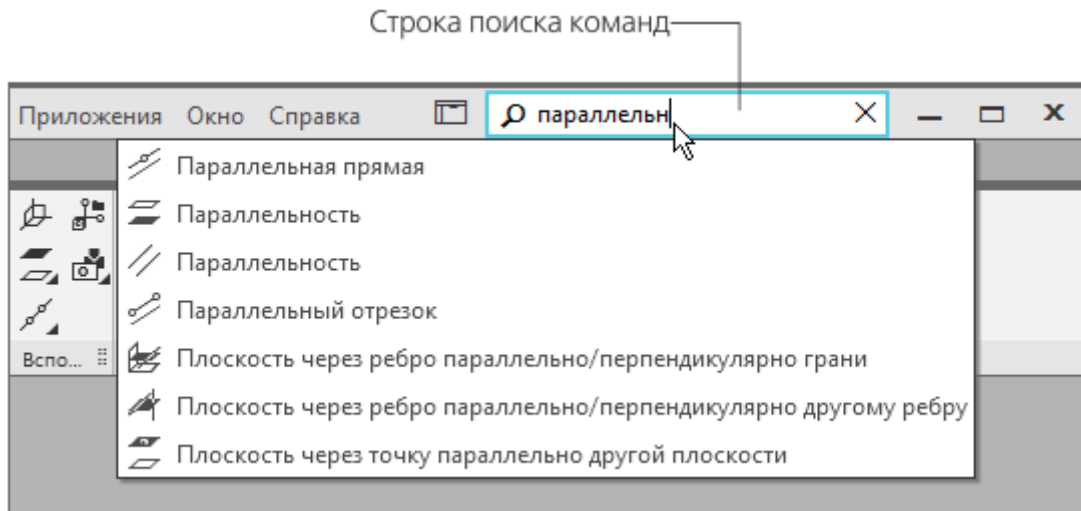 Строка поиска команд
Приложения Окно Справка параллельн
Параллельная прямая
Параллельность
Параллельность
Параллельный отрезок
Вспо... Плоскость через ребро параллельно/перпендикулярно грани
Плоскость через ребро параллельно/перпендикулярно другому ребру
Плоскость через точку параллельно другой плоскости